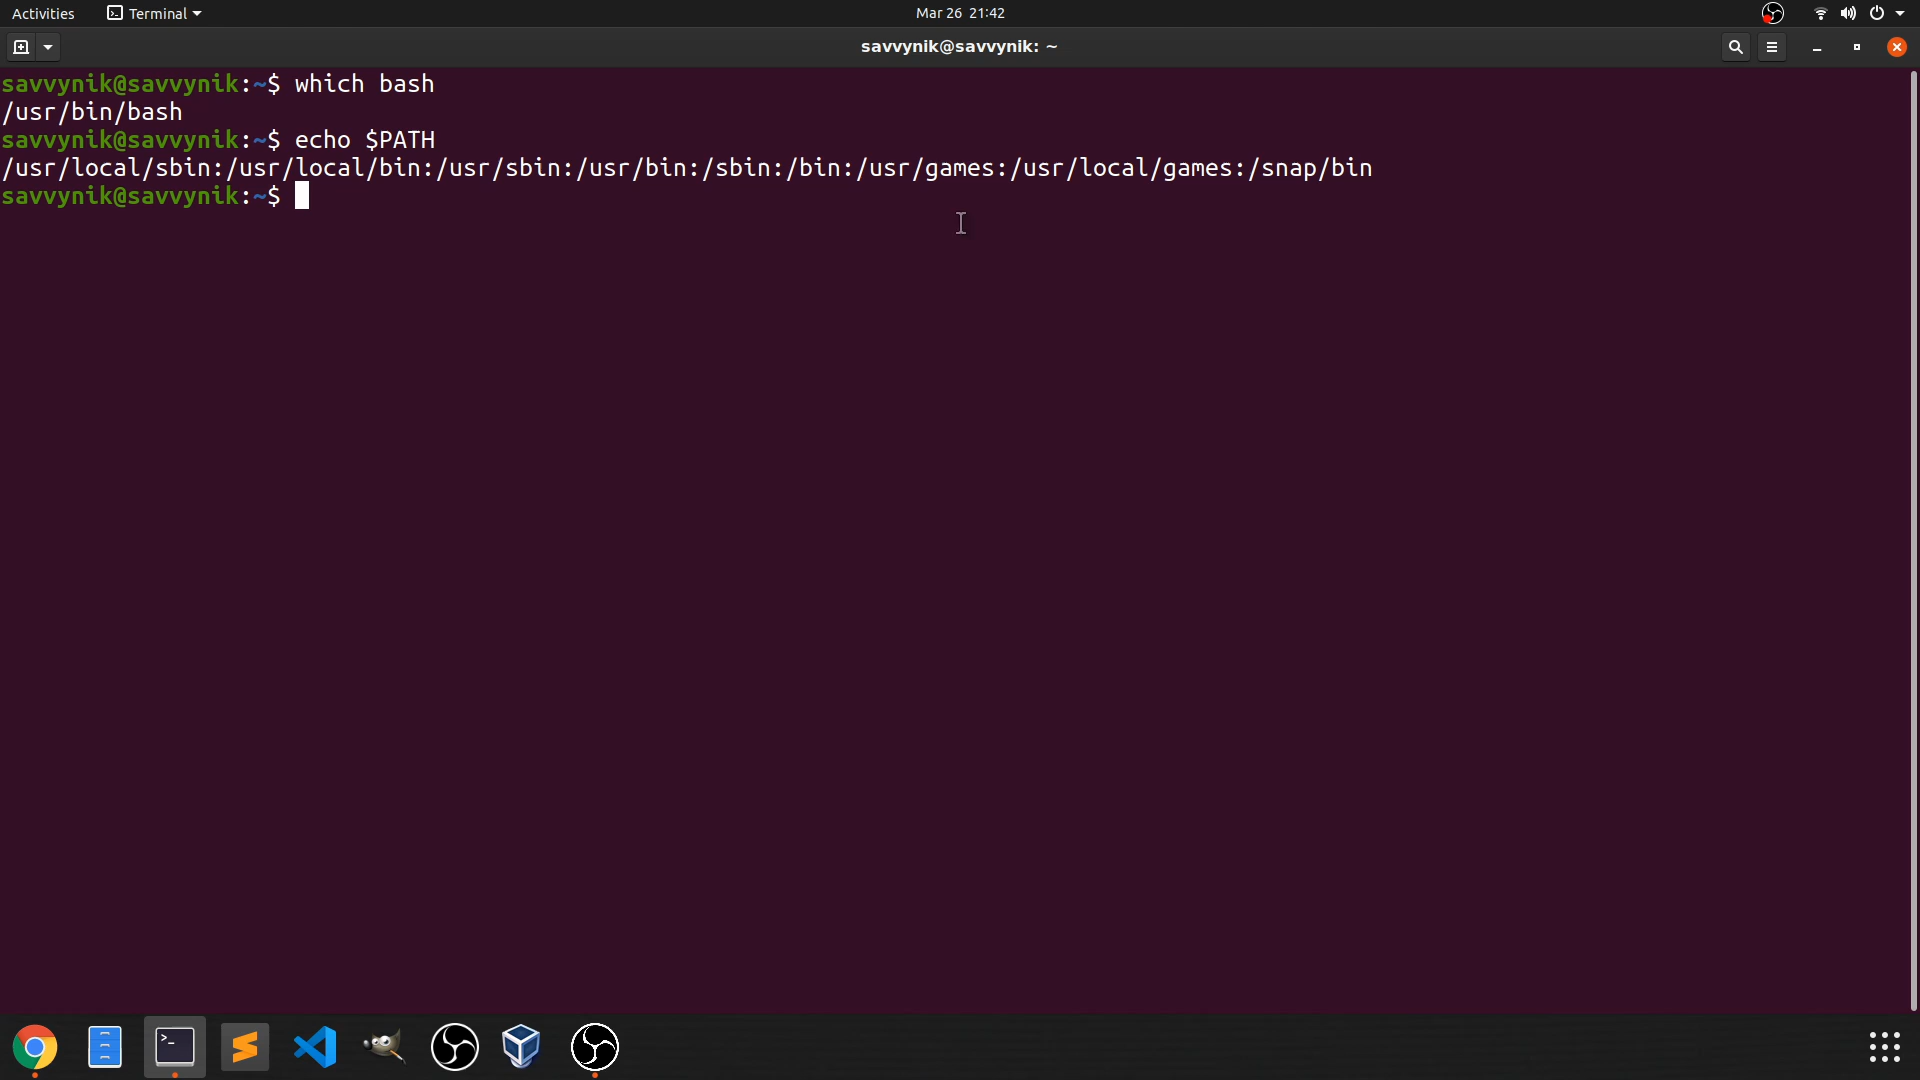 Activities
Terminal
Mar 26 21:42
savvynik@savvynik: ~
savvynik@savvynik:~$ which bash
/usr/bin/bash
savvynik@savvynik:~$ echo $PATH
/usr/local/sbin:/usr/local/bin:/usr/sbin:/usr/bin:/sbin:/bin:/usr/games:/usr/local/games:/snap/bin
savvynik@savvynik:~$